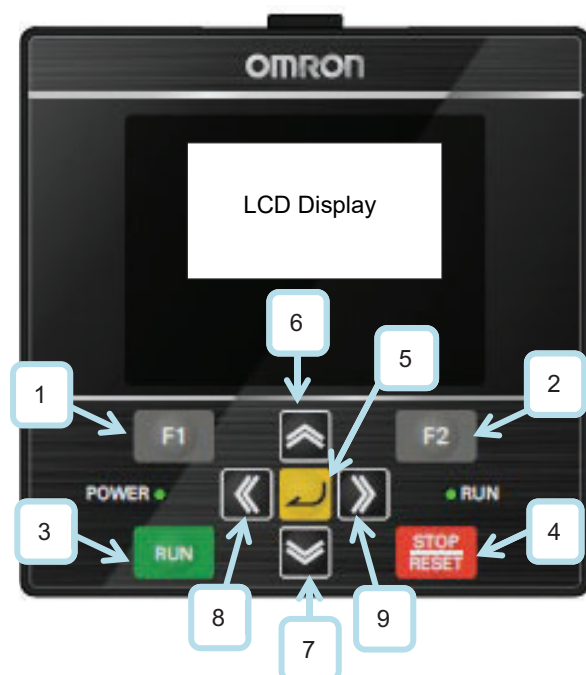 OMRON
LCD Display
6
5
1
2
F1
F2
POWER
RUN
3
RUN
STOP
RESET
4
8
7
9